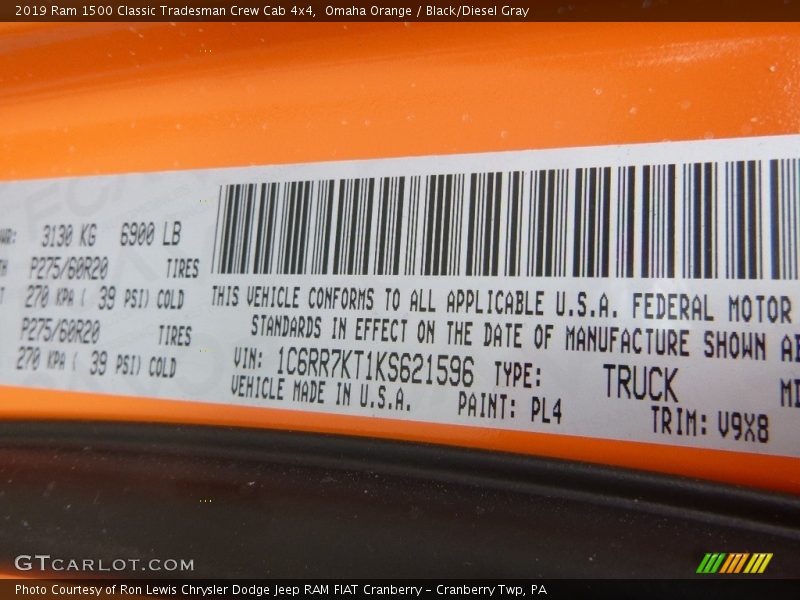 2019 Ram 1500 Classic Tradesman Crew Cab 4x4,  Omaha Orange / Black/Diesel Gray
3130 KG 6900 LB
P275/60R20 TIRES
270 KPA ( 39 PSI) COLD
P275/60R20 TIRES
270 KPA ( 39 PSI) COLD
THIS VEHICLE CONFORMS TO ALL APPLICABLE U.S.A. FEDERAL MOTOR
STANDARDS IN EFFECT ON THE DATE OF MANUFACTURE SHOWN
VIN: 1C6RR7KT1KS621596 TYPE: TRUCK
VEHICLE MADE IN U.S.A. PAINT: PL4 TRIM: V9X8
GTCARLOT.COM
Photo Courtesy of Ron Lewis Chrysler Dodge Jeep RAM FIAT Cranberry – Cranberry Twp, PA